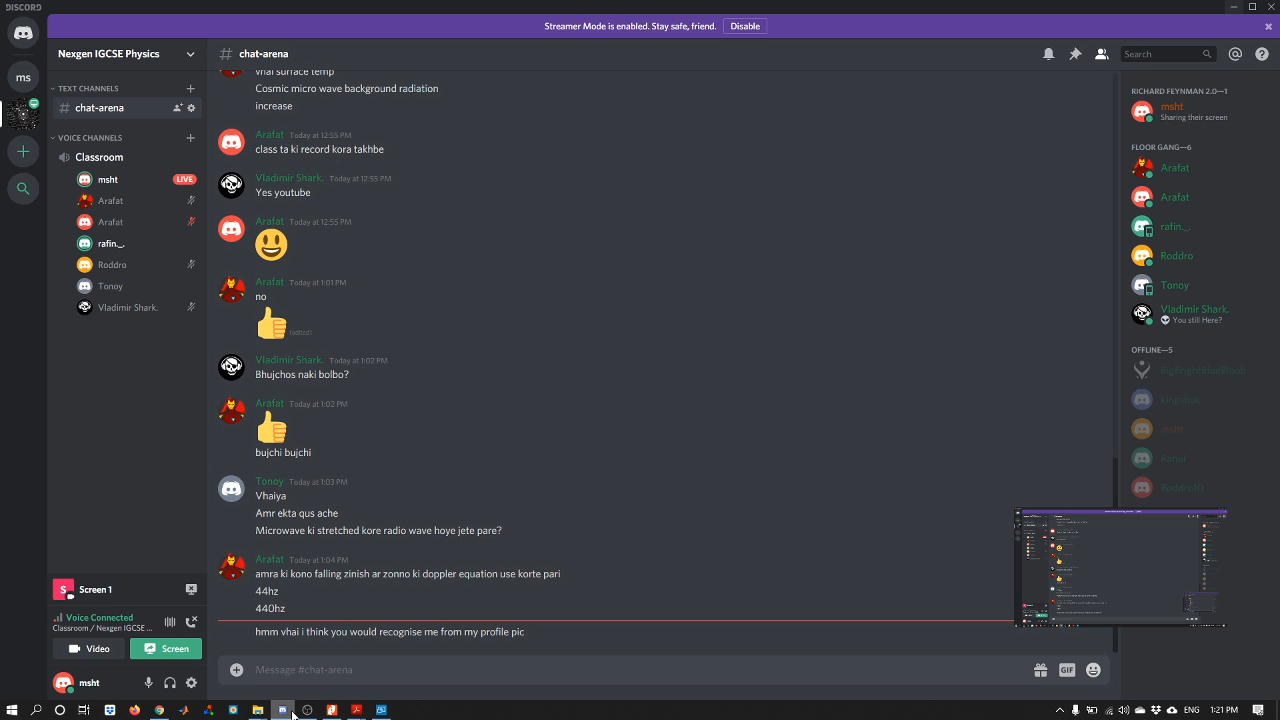 DISCORD
Streamer Mode is enabled. Stay safe, friend. Disable
Nexgen IGCSE Physics
# chat-arena
Search
ms
TEXT CHANNELS
# chat-arena
VOICE CHANNELS
Classroom
msht LIVE
Arafat
Arafat
rafin._.
Roddro
Tonoy
Vladimir Shark.
S Screen 1
Voice Connected
Classroom / Nexgen IGCSE ...
Video
Screen
msht
vhai surface temp
Cosmic micro wave background radiation
increase
Arafat Today at 12:55 PM
class ta ki record kora takhbe
Vladimir Shark. Today at 12:55 PM
Yes youtube
Arafat Today at 12:55 PM
Arafat Today at 1:01 PM
no
(edited)
Vladimir Shark. Today at 1:02 PM
Bhujchos naki bolbo?
Arafat Today at 1:02 PM
bujchi bujchi
Tonoy Today at 1:03 PM
Vhaiya
Amr ekta qus ache
Microwave ki stretched kore radio wave hoye jete pare?
Arafat Today at 1:04 PM
amra ki kono falling zinish ar zonno ki doppler equation use korte pari
44hz
440hz
hmm vhai i think you would recognise me from my profile pic
Message #chat-arena
GIF
RICHARD FEYNMAN 2.0—1
msht
Sharing their screen
FLOOR GANG—6
Arafat
Arafat
rafin._.
Roddro
Tonoy
Vladimir Shark.
You still Here?
OFFLINE—5
msht
Roddro10
ENG
1:21 PM